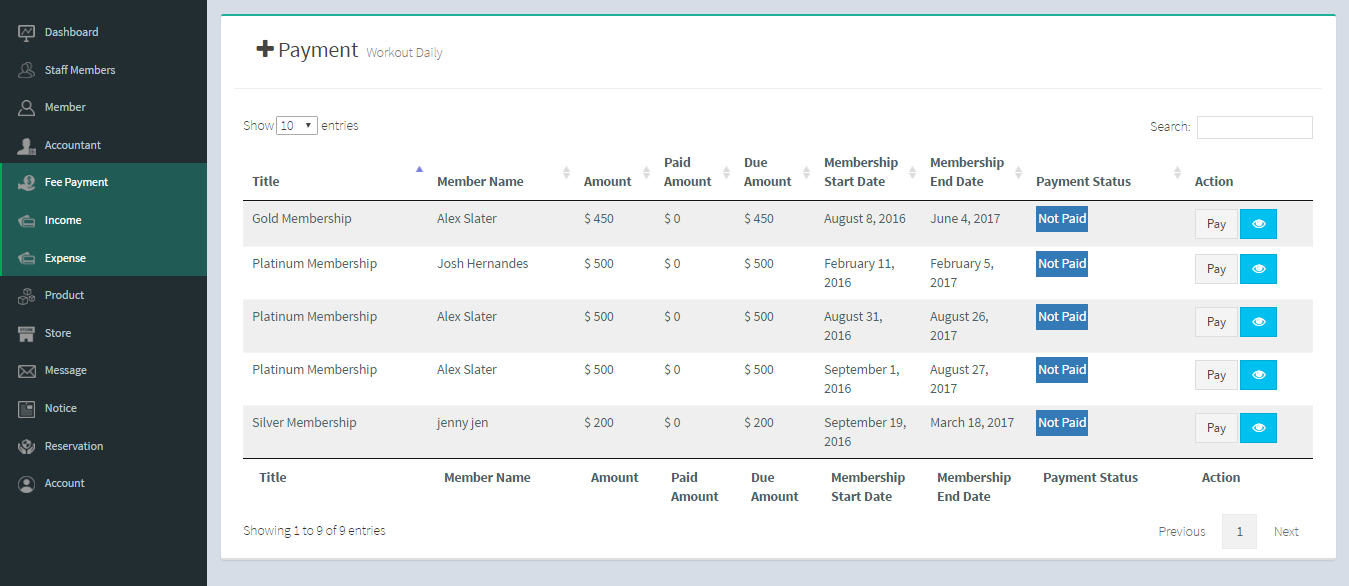 Dashboard
Staff Members
Member
Accountant
Fee Payment
Income
Expense
Product
Store
Message
Notice
Reservation
Account
Payment Workout Daily
Show 10 entries
Search:
Title Member Name Amount Paid Amount Due Amount Membership Start Date Membership End Date Payment Status Action
Gold Membership Alex Slater $ 450 $ 0 $ 450 August 8, 2016 June 4, 2017 Not Paid Pay
Platinum Membership Josh Hernandes $ 500 $ 0 $ 500 February 11, 2016 February 5, 2017 Not Paid Pay
Platinum Membership Alex Slater $ 500 $ 0 $ 500 August 31, 2016 August 26, 2017 Not Paid Pay
Platinum Membership Alex Slater $ 500 $ 0 $ 500 September 1, 2016 August 27, 2017 Not Paid Pay
Silver Membership jenny jen $ 200 $ 0 $ 200 September 19, 2016 March 18, 2017 Not Paid Pay
Title Member Name Amount Paid Amount Due Amount Membership Start Date Membership End Date Payment Status Action
Showing 1 to 9 of 9 entries
Previous 1 Next